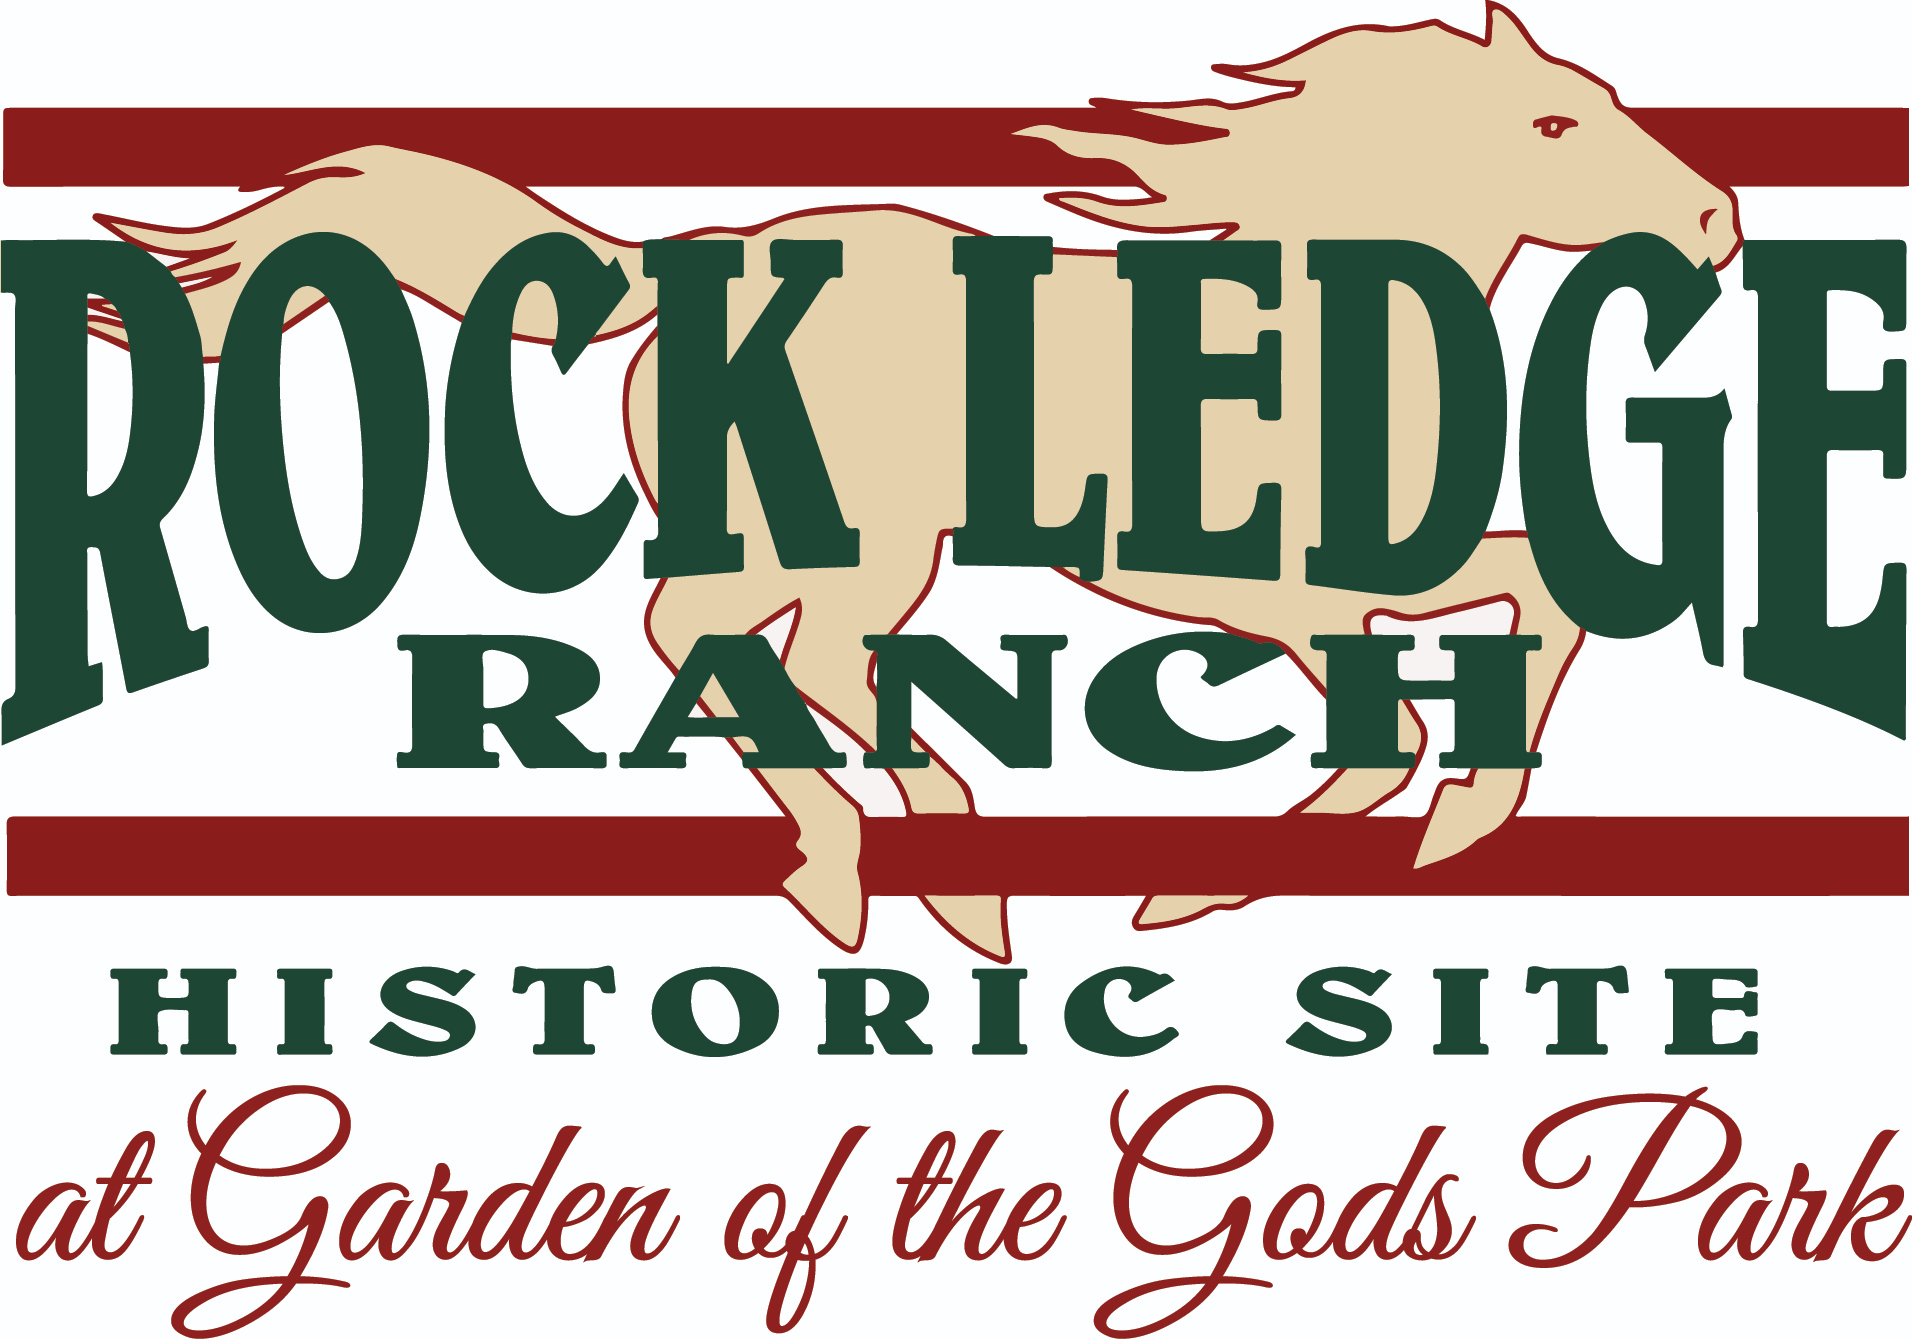 ROCK LEDGE
RANCH
HISTORIC SITE
at Garden of the Gods Park